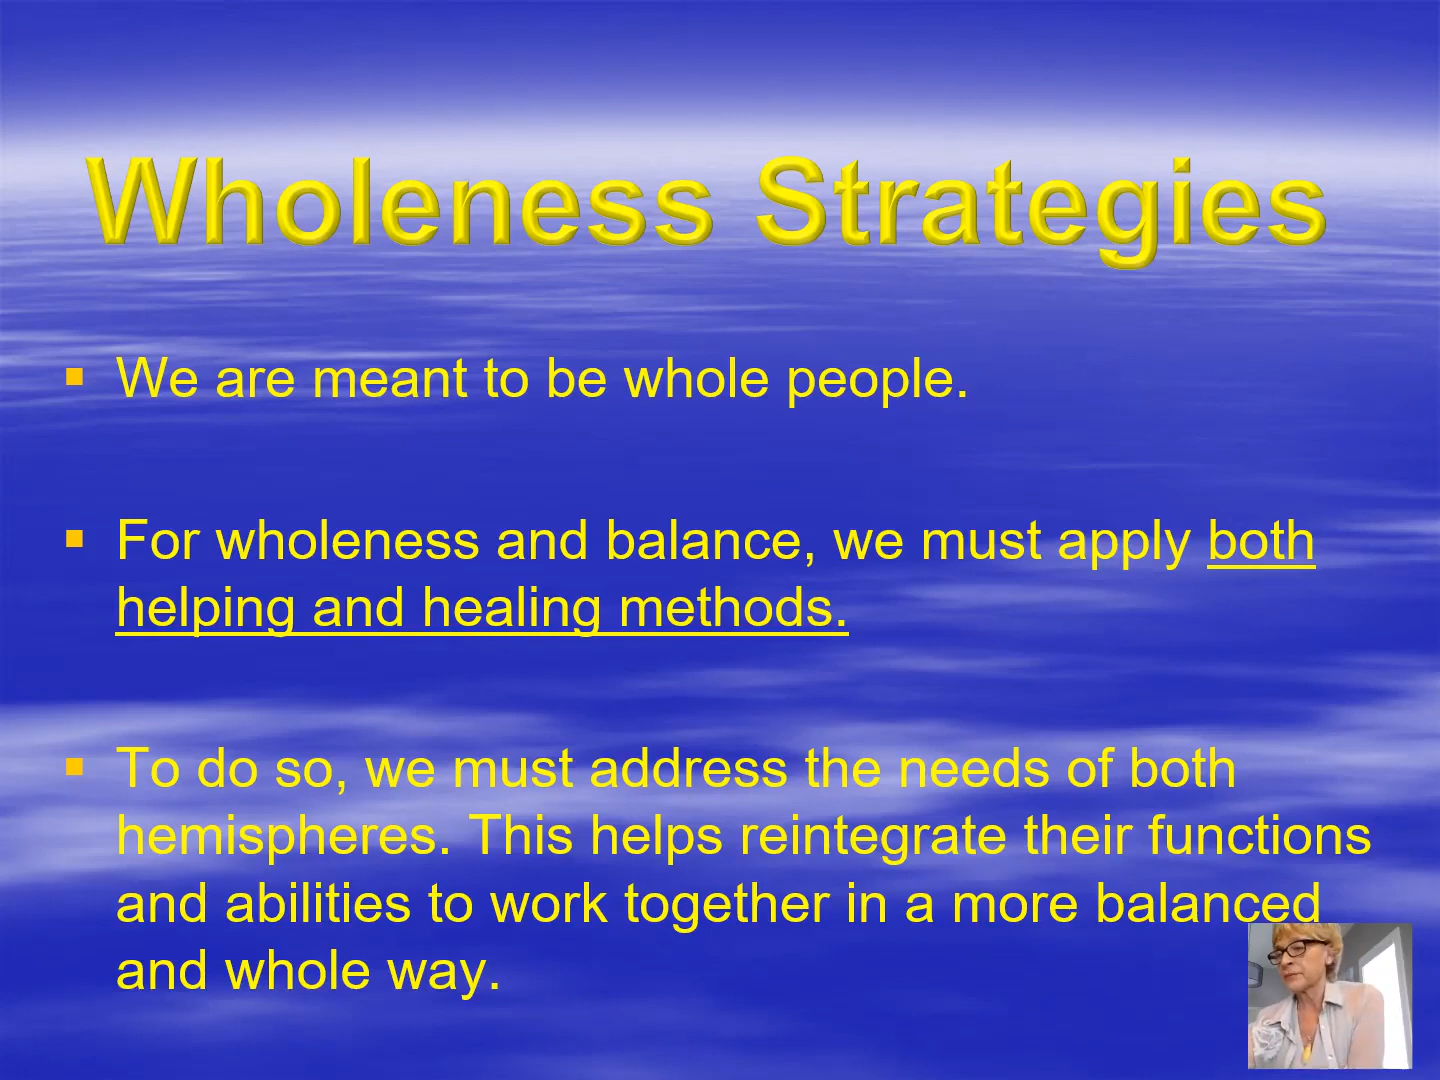 Wholeness Strategies
We are meant to be whole people.
For wholeness and balance, we must apply both
helping and healing methods.
To do so, we must address the needs of both
hemispheres. This helps reintegrate their functions
and abilities to work together in a more balanced
and whole way.